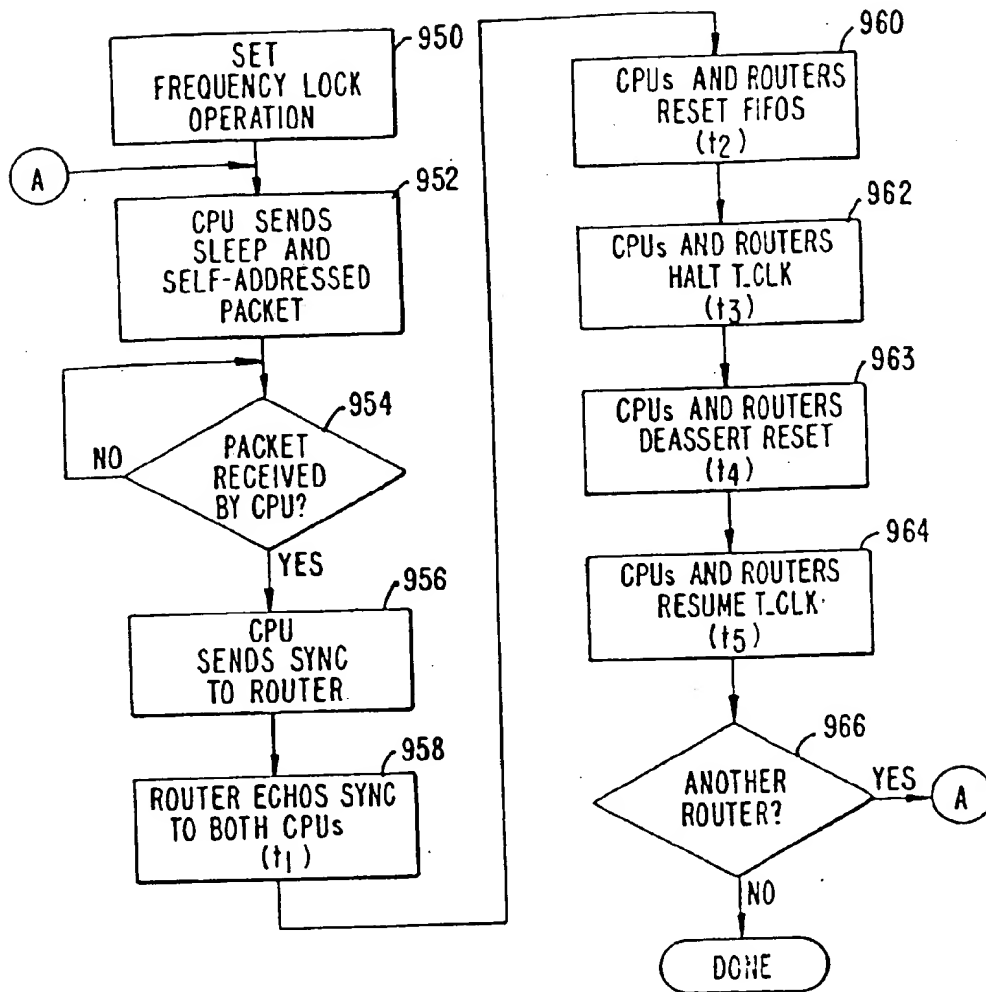 950
SET
FREQUENCY LOCK
OPERATION
A
952
CPU SENDS
SLEEP AND
SELF-ADDRESSED
PACKET
954
PACKET
RECEIVED
BY CPU?
NO
YES
956
CPU
SENDS SYNC
TO ROUTER
958
ROUTER ECHOS SYNC
TO BOTH CPUs
(t1)
960
CPUs AND ROUTERS
RESET FIFOS
(t2)
962
CPUs AND ROUTERS
HALT T_CLK
(t3)
963
CPUs AND ROUTERS
DEASSERT RESET
(t4)
964
CPUs AND ROUTERS
RESUME T_CLK
(t5)
966
ANOTHER
ROUTER?
YES
A
NO
DONE